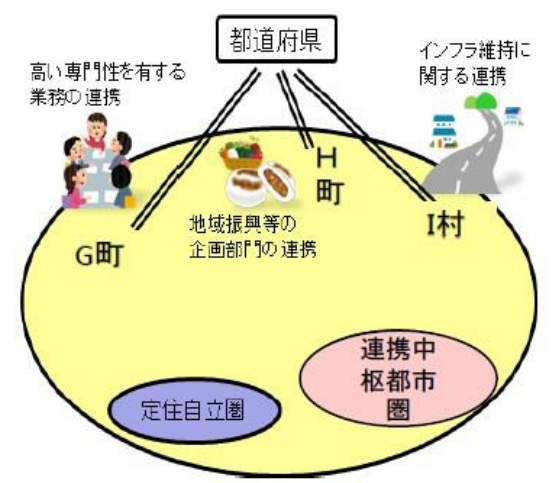 都道府県
高い専門性を有する
業務の連携
インフラ維持に
関する連携
H
町
地域振興等の
企画部門の連携
G町
I村
連携中
枢都市
圏
定住自立圏